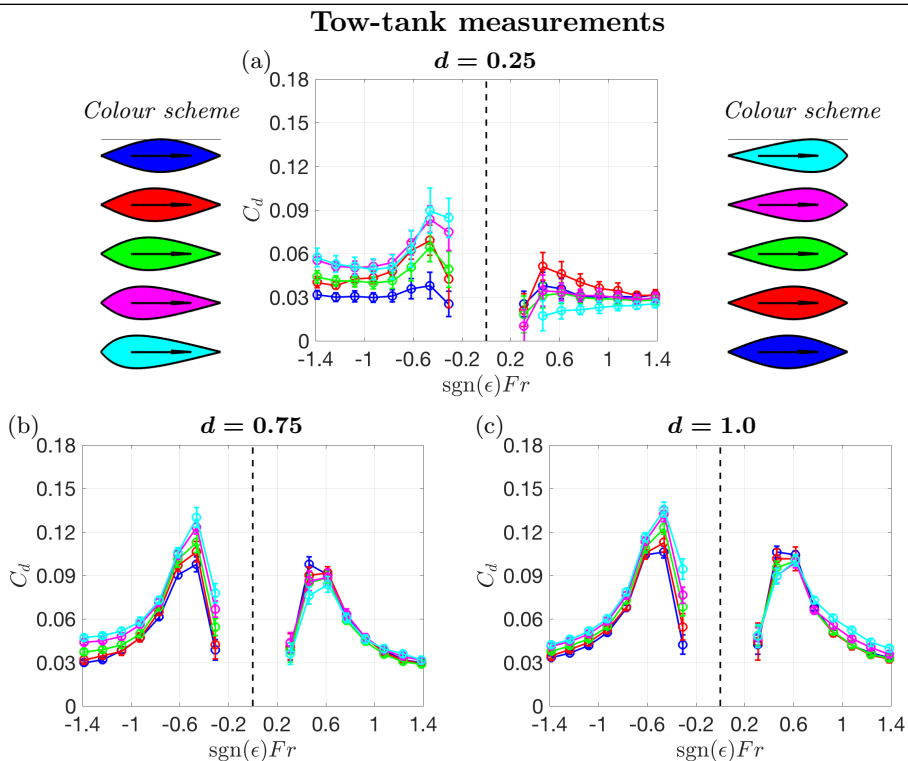 Tow-tank measurements
(a)
d = 0.25
Colour scheme
Colour scheme
0.18
0.15
0.12
0.09
0.06
0.03
0
C_d
-1.4 -1 -0.6 -0.2 0.2 0.6 1 1.4
sgn(ϵ)Fr
(b)
d = 0.75
0.18
0.15
0.12
0.09
0.06
0.03
0
C_d
-1.4 -1 -0.6 -0.2 0.2 0.6 1 1.4
sgn(ϵ)Fr
(c)
d = 1.0
0.18
0.15
0.12
0.09
0.06
0.03
0
C_d
-1.4 -1 -0.6 -0.2 0.2 0.6 1 1.4
sgn(ϵ)Fr